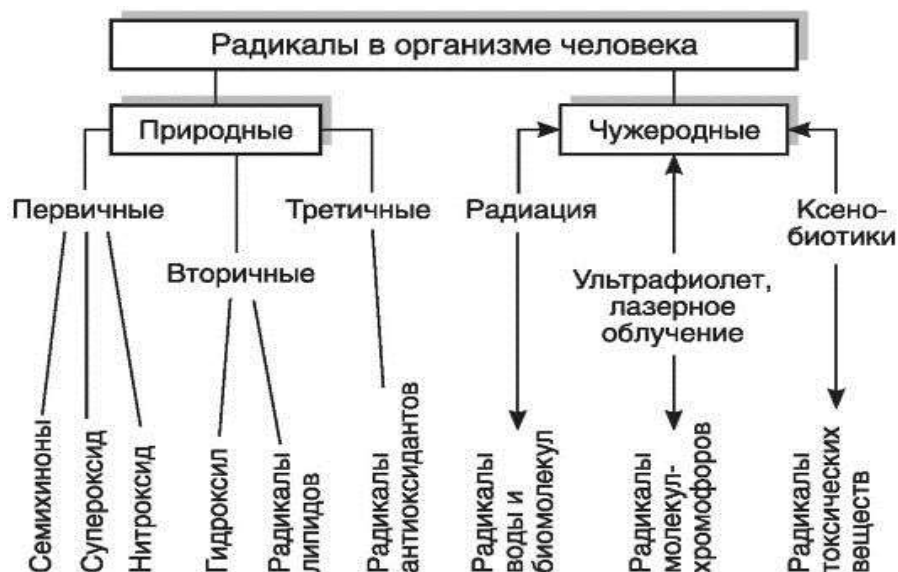 Радикалы в организме человека
Природные
Чужеродные
Первичные
Третичные
Радиация
Ксено-
биотики
Вторичные
Ультрафиолет,
лазерное
облучение
Семихиноны
Супероксид
Нитроксид
Гидроксил
Радикалы
липидов
Радикалы
антиоксидантов
Радикалы
воды и
биомолекул
Радикалы
молекул-
хромофоров
Радикалы
токсических
веществ